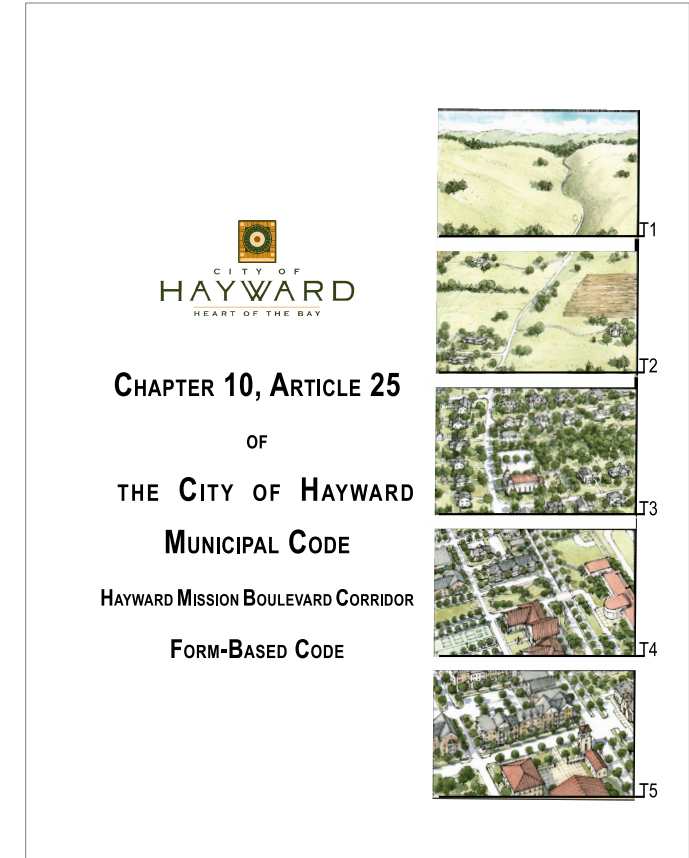 CITY OF
HAYWARD
HEART OF THE BAY
CHAPTER 10, ARTICLE 25
OF
THE CITY OF HAYWARD
MUNICIPAL CODE
HAYWARD MISSION BOULEVARD CORRIDOR
FORM-BASED CODE
T1
T2
T3
T4
T5